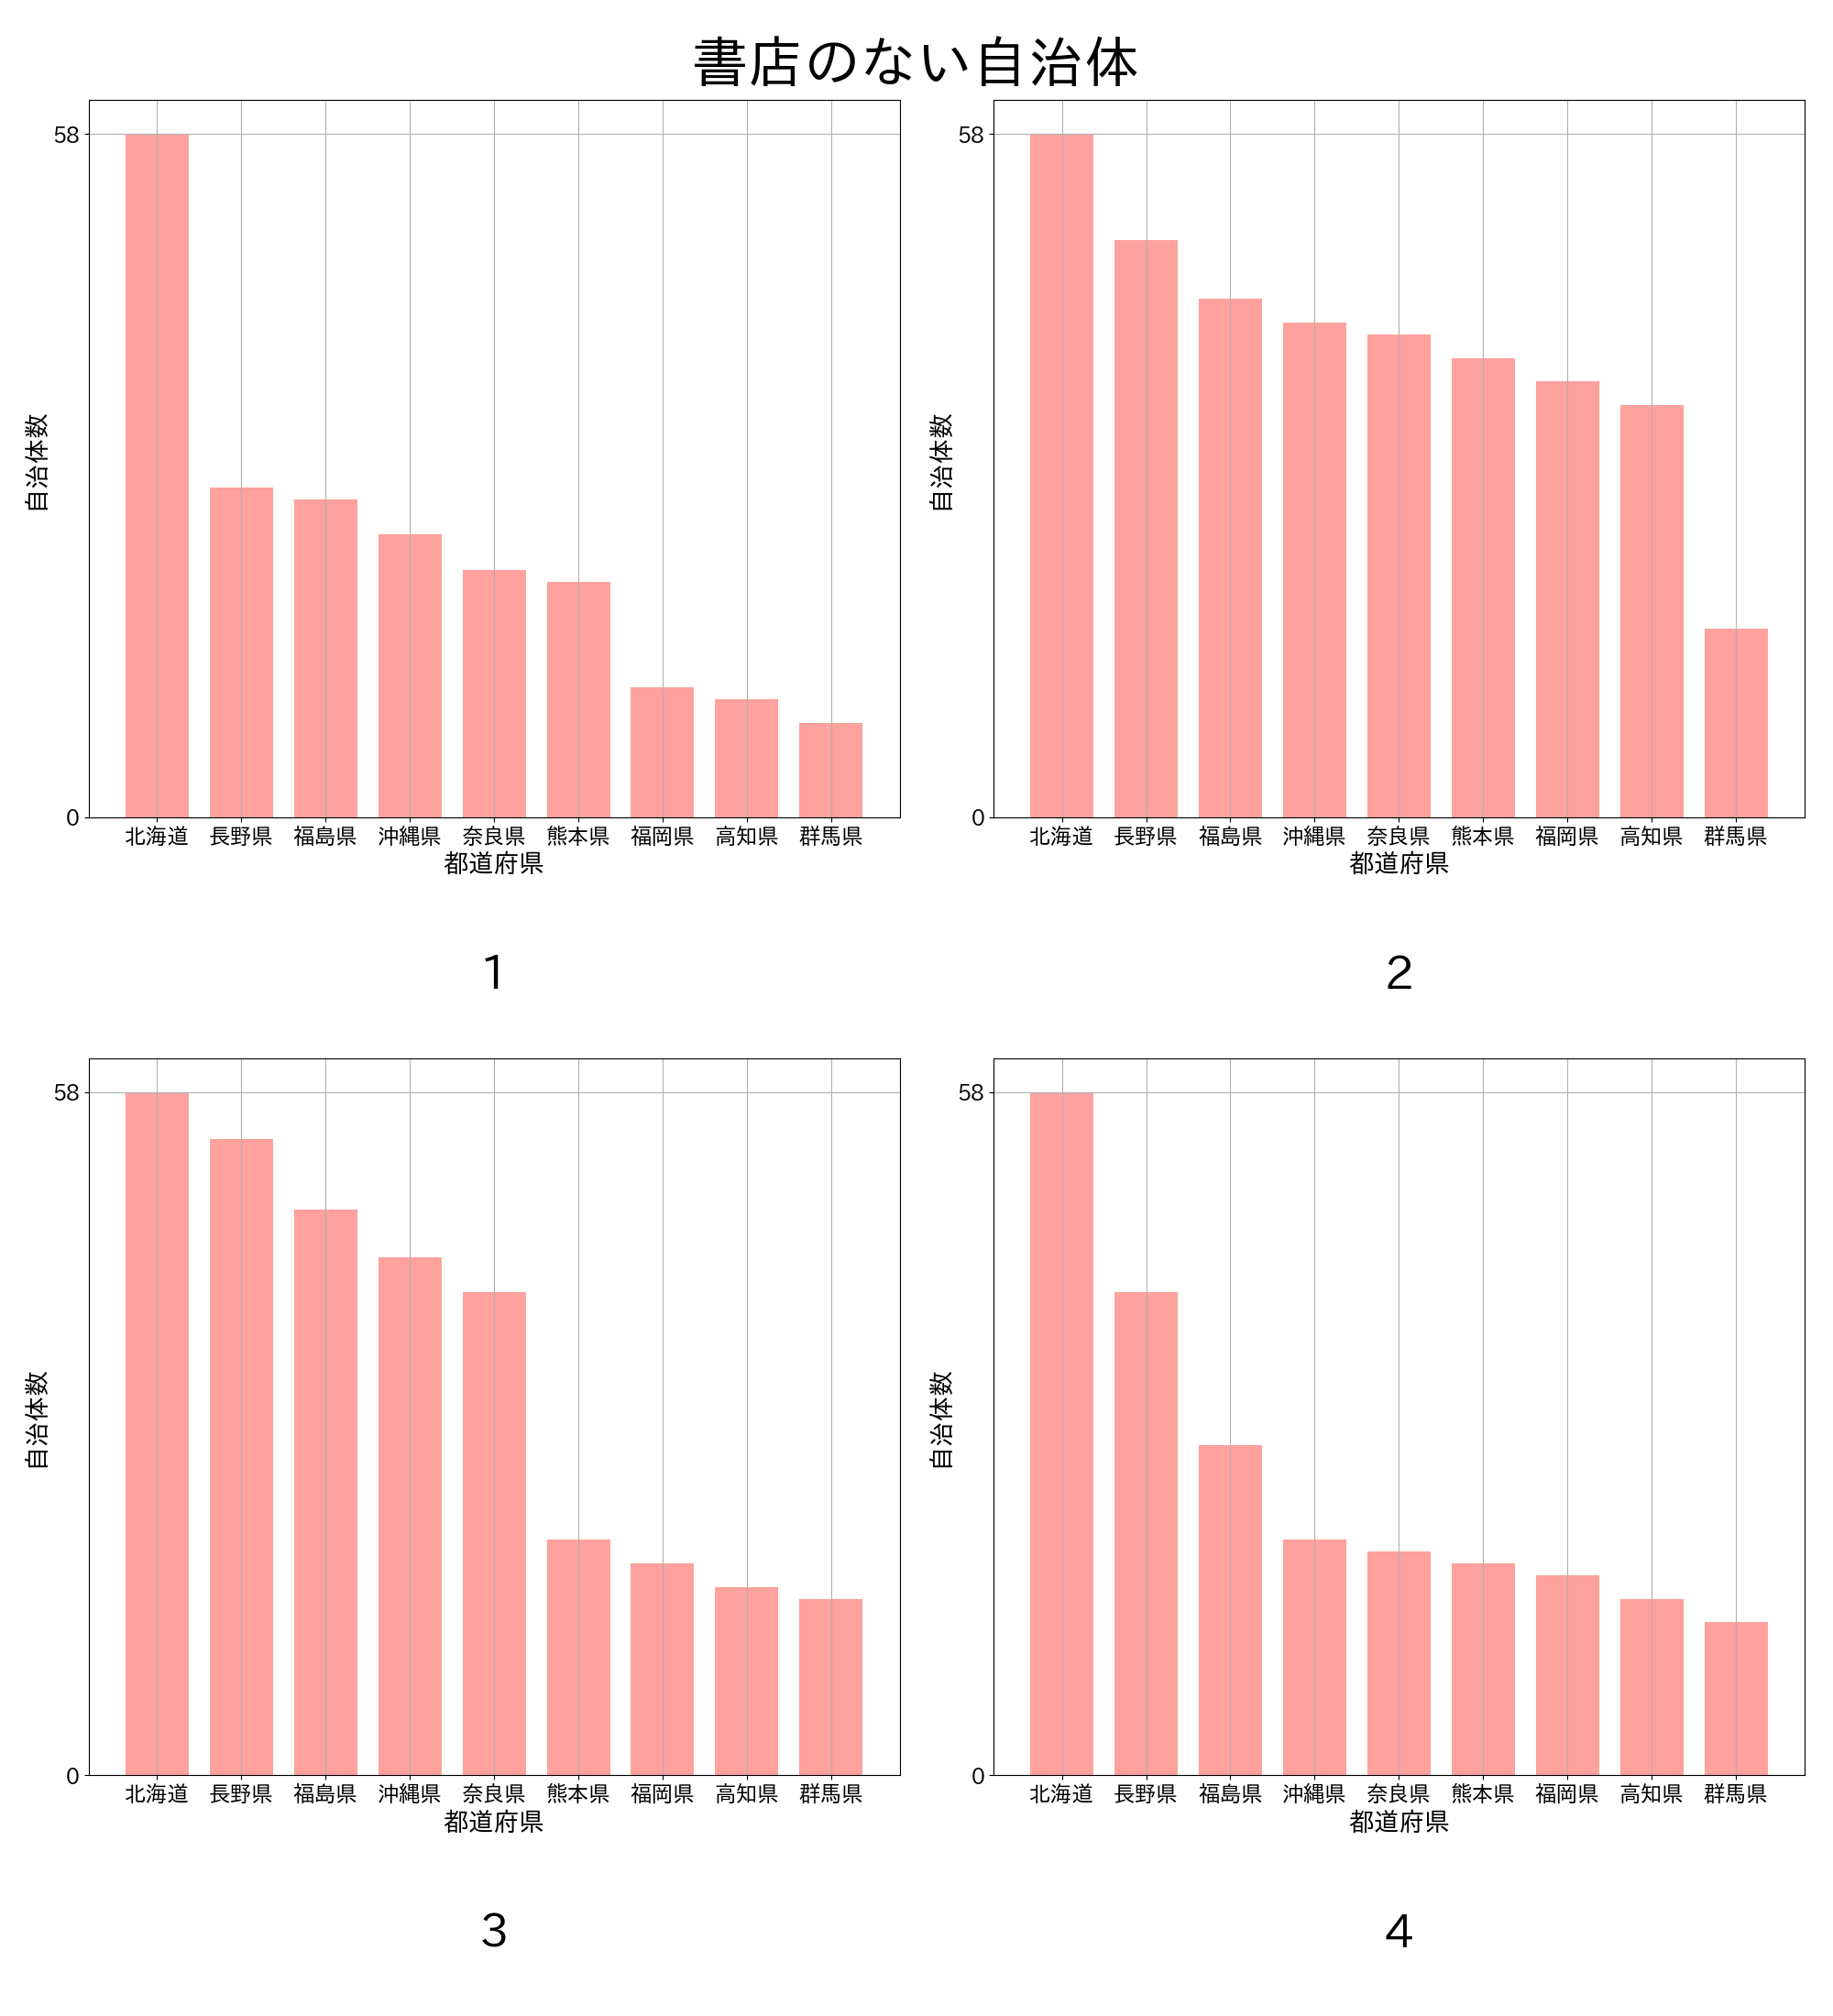 書店のない自治体
58
0
自治体数
北海道 長野県 福島県 沖縄県 奈良県 熊本県 福岡県 高知県 群馬県
都道府県
1
58
0
自治体数
北海道 長野県 福島県 沖縄県 奈良県 熊本県 福岡県 高知県 群馬県
都道府県
2
58
0
自治体数
北海道 長野県 福島県 沖縄県 奈良県 熊本県 福岡県 高知県 群馬県
都道府県
3
58
0
自治体数
北海道 長野県 福島県 沖縄県 奈良県 熊本県 福岡県 高知県 群馬県
都道府県
4